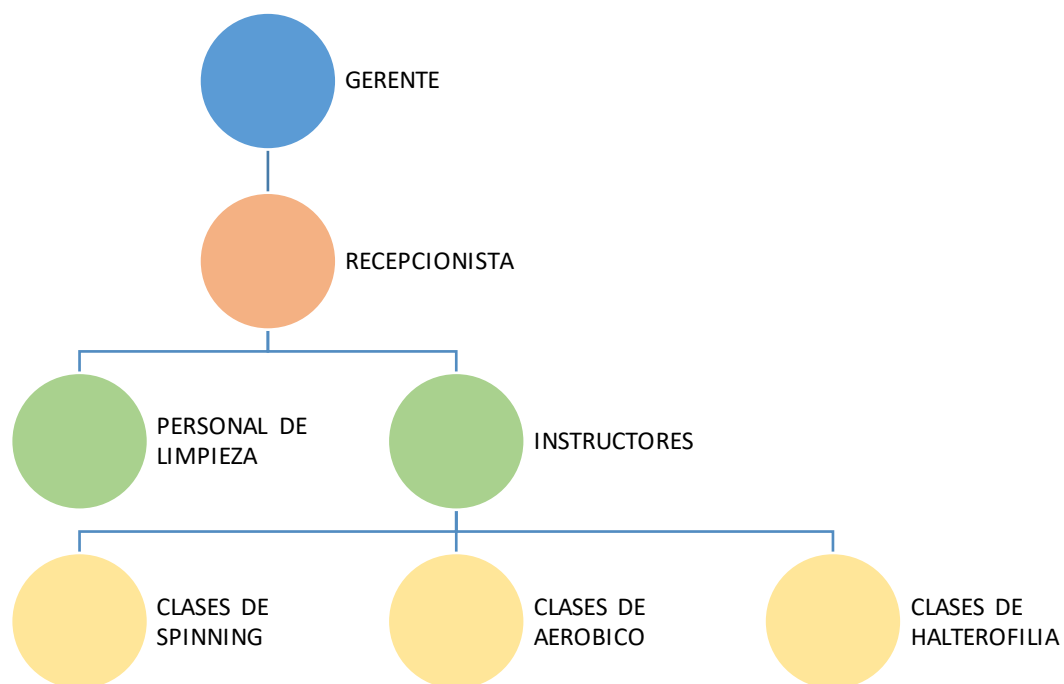 GERENTE
RECEPCIONISTA
PERSONAL DE
LIMPIEZA
INSTRUCTORES
CLASES DE
SPINNING
CLASES DE
AEROBICO
CLASES DE
HALTEROFILIA